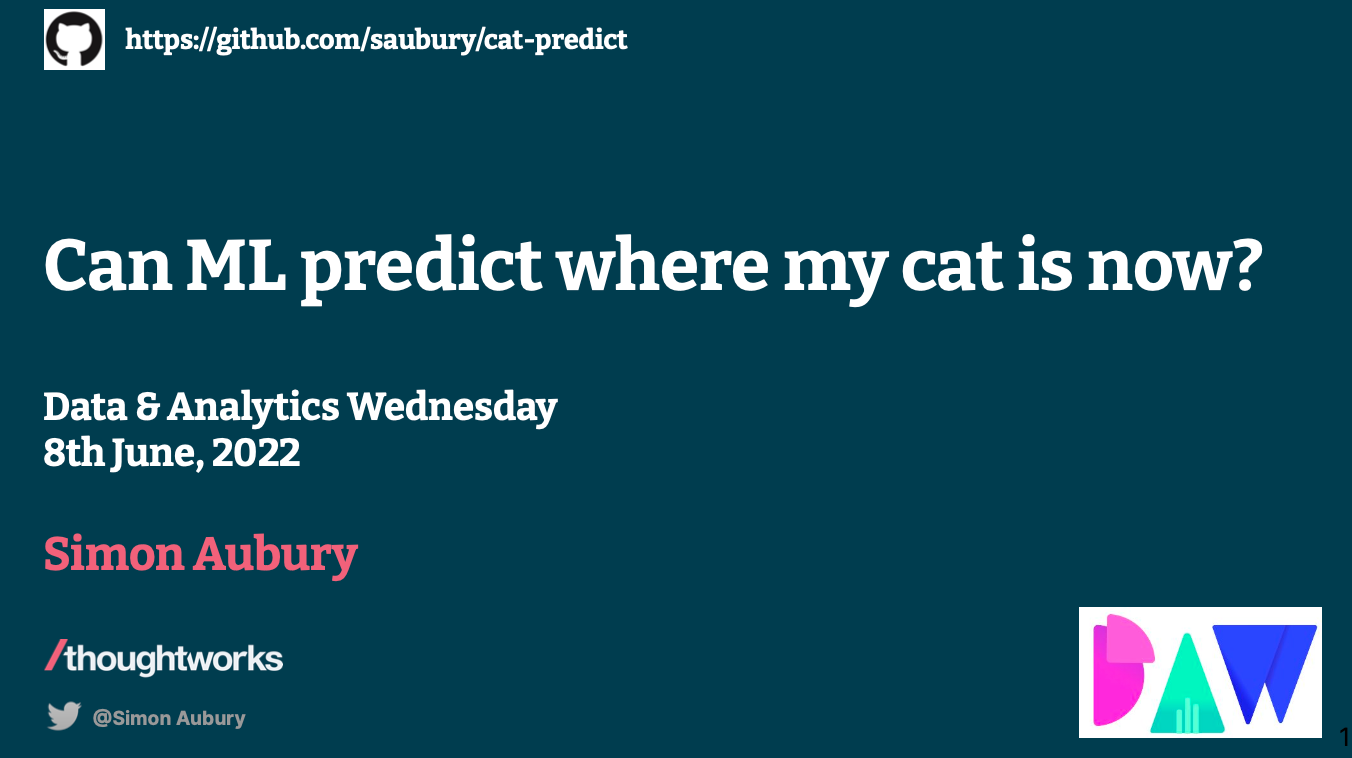 https://github.com/saubury/cat-predict
Can ML predict where my cat is now?
Data & Analytics Wednesday
8th June, 2022
Simon Aubury
/thoughtworks
@Simon Aubury
DAW
1